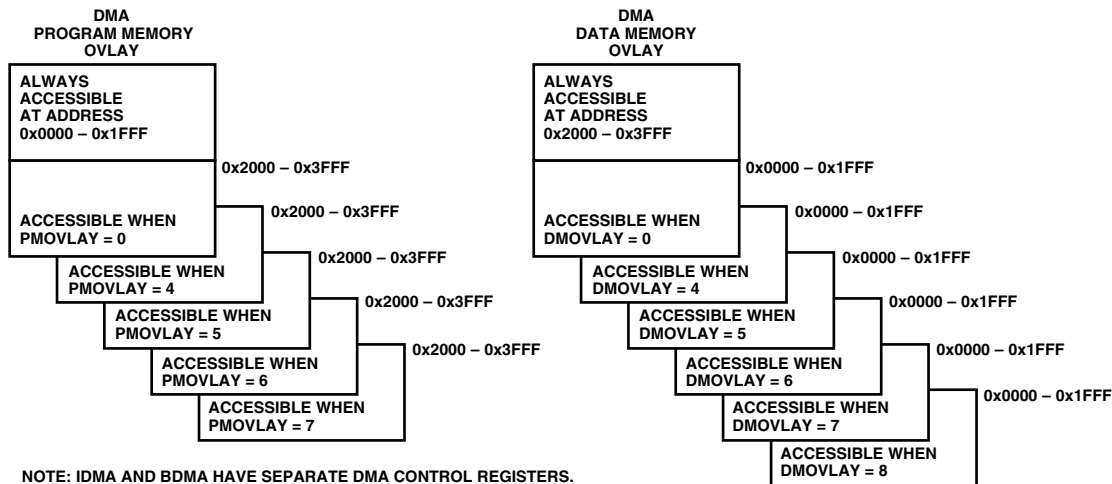 DMA
PROGRAM MEMORY
OVLAY
ALWAYS
ACCESSIBLE
AT ADDRESS
0x0000 – 0x1FFF
0x2000 – 0x3FFF
ACCESSIBLE WHEN
PMOVLAY = 0
0x2000 – 0x3FFF
ACCESSIBLE WHEN
PMOVLAY = 4
0x2000 – 0x3FFF
ACCESSIBLE WHEN
PMOVLAY = 5
0x2000 – 0x3FFF
ACCESSIBLE WHEN
PMOVLAY = 6
0x2000 – 0x3FFF
ACCESSIBLE WHEN
PMOVLAY = 7
DMA
DATA MEMORY
OVLAY
ALWAYS
ACCESSIBLE
AT ADDRESS
0x2000 – 0x3FFF
0x0000 – 0x1FFF
ACCESSIBLE WHEN
DMOVLAY = 0
0x0000 – 0x1FFF
ACCESSIBLE WHEN
DMOVLAY = 4
0x0000 – 0x1FFF
ACCESSIBLE WHEN
DMOVLAY = 5
0x0000 – 0x1FFF
ACCESSIBLE WHEN
DMOVLAY = 6
0x0000 – 0x1FFF
ACCESSIBLE WHEN
DMOVLAY = 7
0x0000 – 0x1FFF
ACCESSIBLE WHEN
DMOVLAY = 8
NOTE: IDMA AND BDMA HAVE SEPARATE DMA CONTROL REGISTERS.